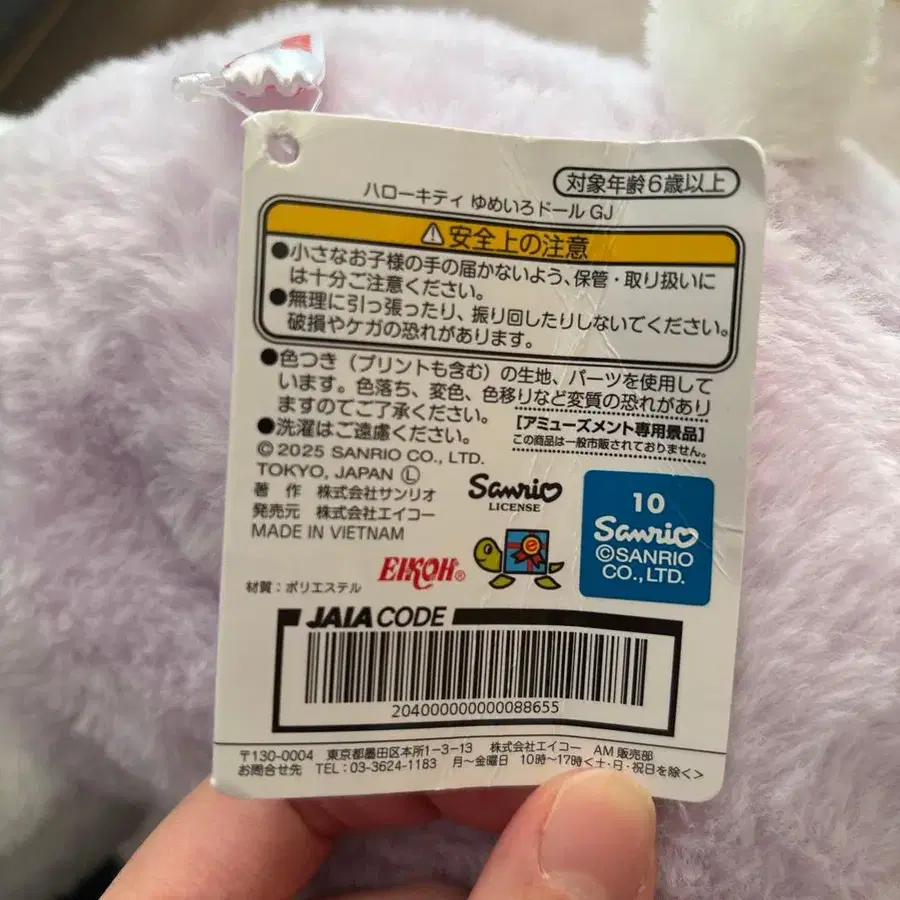 対象年齢6歳以上
ハローキティ ゆめいろドール GJ
⚠安全上の注意
●小さなお子様の手の届かないよう、保管・取り扱いに
は十分ご注意ください。
●無理に引っ張ったり、振り回したりしないでください。
破損やケガの恐れがあります。
●色つき（プリントも含む）の生地、パーツを使用して
います。色落ち、変色、色移りなど変質の恐れがあり
ますのでご了承ください。
●洗濯はご遠慮ください。
[アミューズメント専用景品]
この商品は一般市販されておりません。
©2025 SANRIO CO., LTD.
TOKYO, JAPAN Ⓛ
著 作 株式会社サンリオ
発売元 株式会社エイコー
MADE IN VIETNAM
Sanrio
LICENSE
10
Sanrio
©SANRIO
CO.,LTD.
EIKOH®
e
材質：ポリエステル
JAIA CODE
204000000000088655
〒130-0004 東京都墨田区本所1-3-13 株式会社エイコー AM販売部
お問合せ先 TEL：03-3624-1183 月～金曜日 10時～17時＜土・日・祝日を除く＞